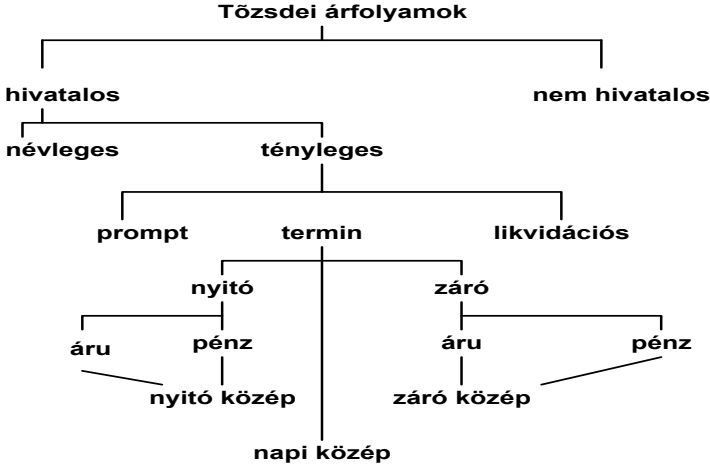 Tõzsdei árfolyamok
hivatalos nem hivatalos
névleges tényleges
prompt termin likvidációs
nyitó záró
áru pénz áru pénz
nyitó közép záró közép
napi közép